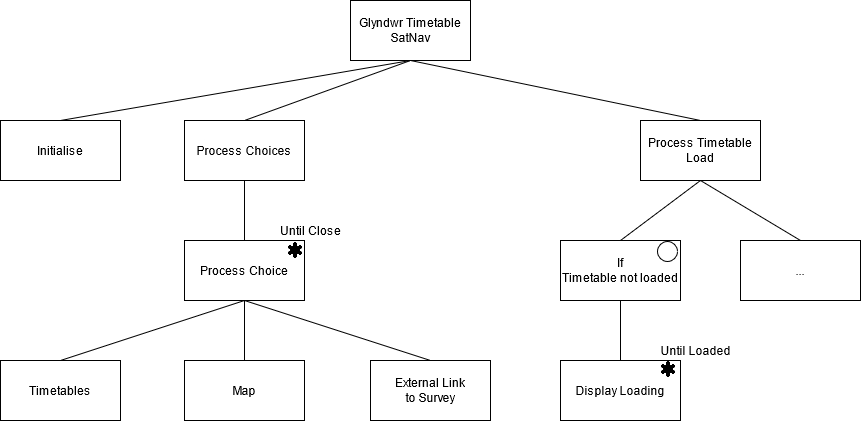 Glyndwr Timetable
SatNav
Initialise
Process Choices
Process Timetable
Load
Until Close
Process Choice
If
Timetable not loaded
...
Until Loaded
Timetables
Map
External Link
to Survey
Display Loading